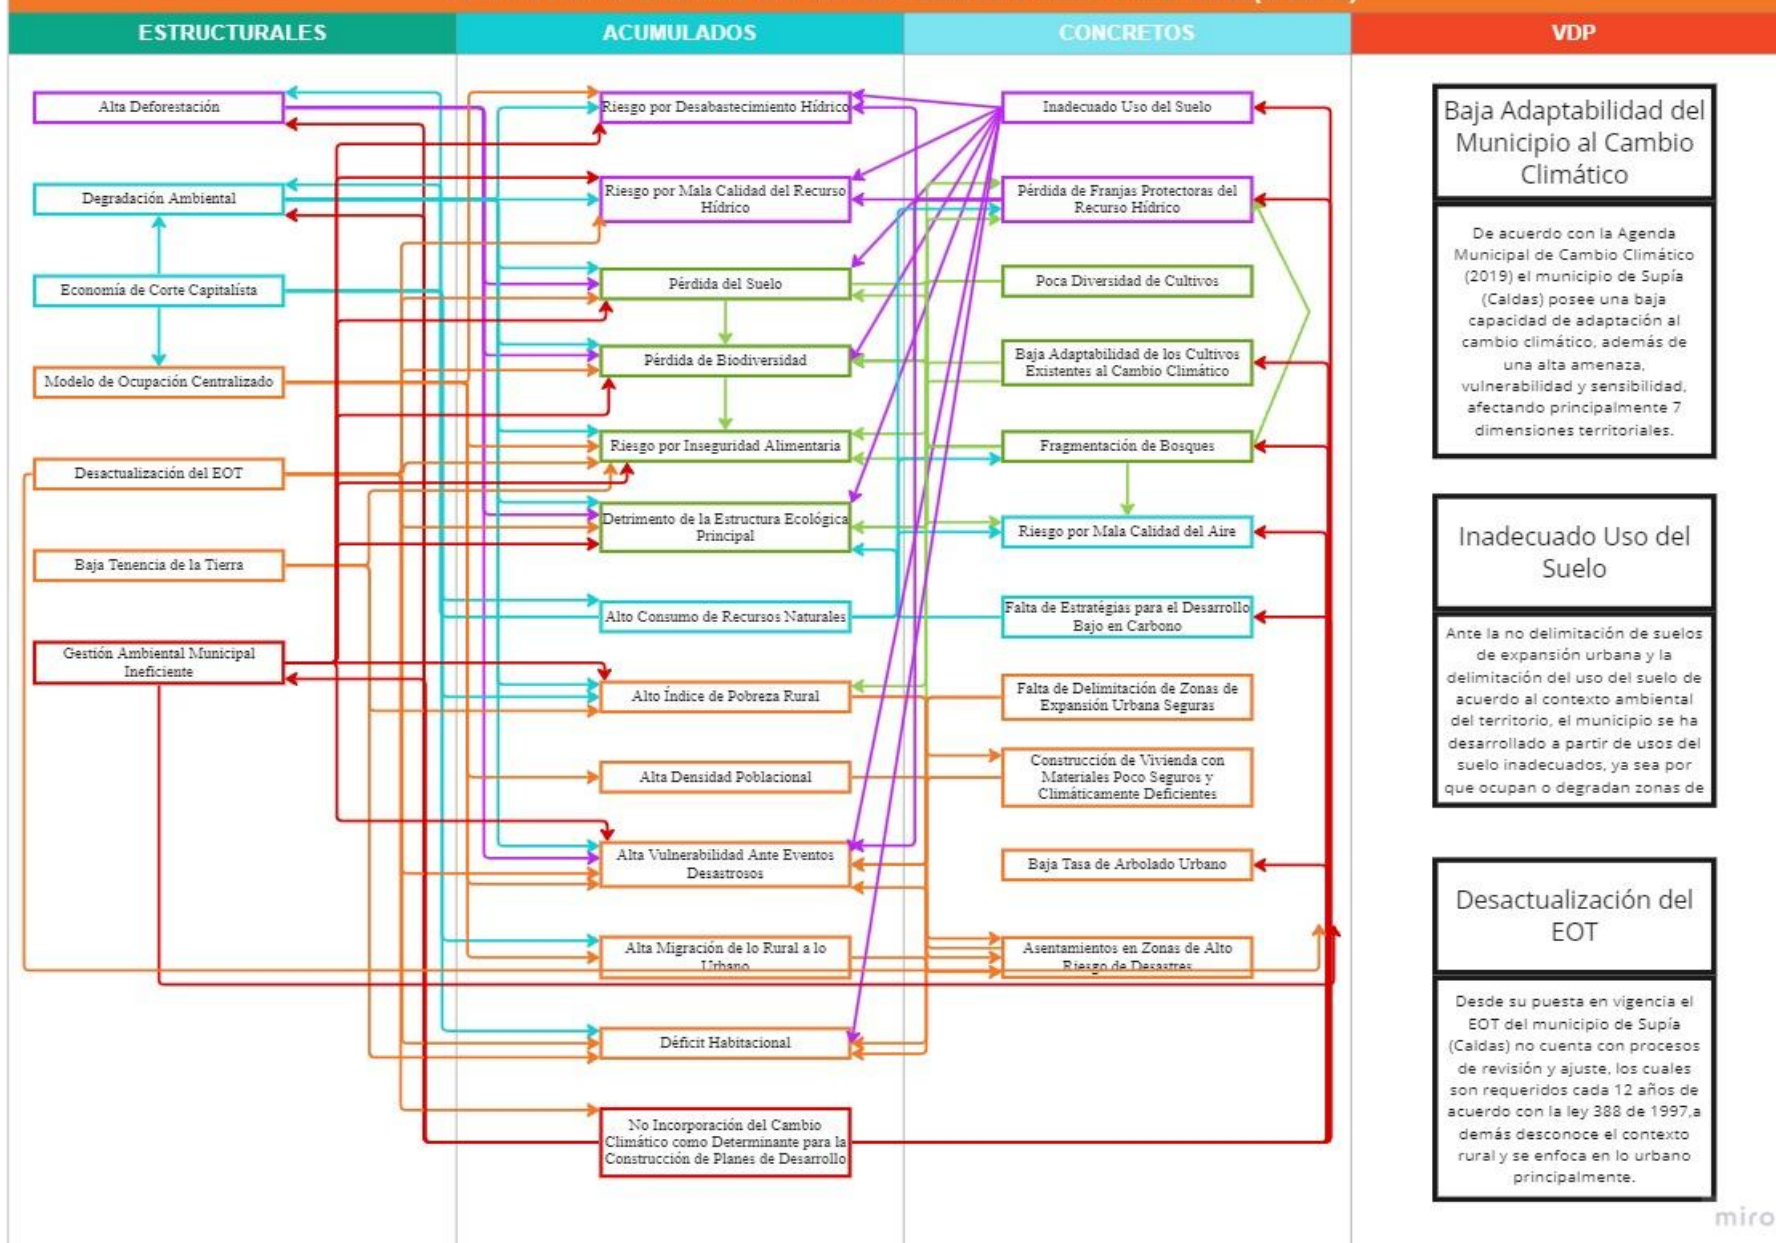 ESTRUCTURALES
ACUMULADOS
CONCRETOS
VDP
Alta Deforestación
Degradación Ambiental
Economía de Corte Capitalísta
Modelo de Ocupación Centralizado
Desactualización del EOT
Baja Tenencia de la Tierra
Gestión Ambiental Municipal
Ineficiente
Riesgo por Desabastecimiento Hídrico
Riesgo por Mala Calidad del Recurso
Hídrico
Pérdida del Suelo
Pérdida de Biodiversidad
Riesgo por Inseguridad Alimentaria
Detrimento de la Estructura Ecológica
Principal
Alto Consumo de Recursos Naturales
Alto Índice de Pobreza Rural
Alta Densidad Poblacional
Alta Vulnerabilidad Ante Eventos
Desastrosos
Alta Migración de lo Rural a lo
Urbano
Déficit Habitacional
No Incorporación del Cambio
Climático como Determinante para la
Construcción de Planes de Desarrollo
Inadecuado Uso del Suelo
Pérdida de Franjas Protectoras del
Recurso Hídrico
Poca Diversidad de Cultivos
Baja Adaptabilidad de los Cultivos
Existentes al Cambio Climático
Fragmentación de Bosques
Riesgo por Mala Calidad del Aire
Falta de Estratégias para el Desarrollo
Bajo en Carbono
Falta de Delimitación de Zonas de
Expansión Urbana Seguras
Construcción de Vivienda con
Materiales Poco Seguros y
Climáticamente Deficientes
Baja Tasa de Arbolado Urbano
Asentamientos en Zonas de Alto
Riesgo de Desastres
Baja Adaptabilidad del
Municipio al Cambio
Climático
De acuerdo con la Agenda
Municipal de Cambio Climático
(2019) el municipio de Supía
(Caldas) posee una baja
capacidad de adaptación al
cambio climático, además de
una alta amenaza,
vulnerabilidad y sensibilidad,
afectando principalmente 7
dimensiones territoriales.
Inadecuado Uso del
Suelo
Ante la no delimitación de suelos
de expansión urbana y la
delimitación del uso del suelo de
acuerdo al contexto ambiental
del territorio, el municipio se ha
desarrollado a partir de usos del
suelo inadecuados, ya sea por
que ocupan o degradan zonas de
Desactualización del
EOT
Desde su puesta en vigencia el
EOT del municipio de Supía
(Caldas) no cuenta con procesos
de revisión y ajuste, los cuales
son requeridos cada 12 años de
acuerdo con la ley 388 de 1997,a
demás desconoce el contexto
rural y se enfoca en lo urbano
principalmente.
miro